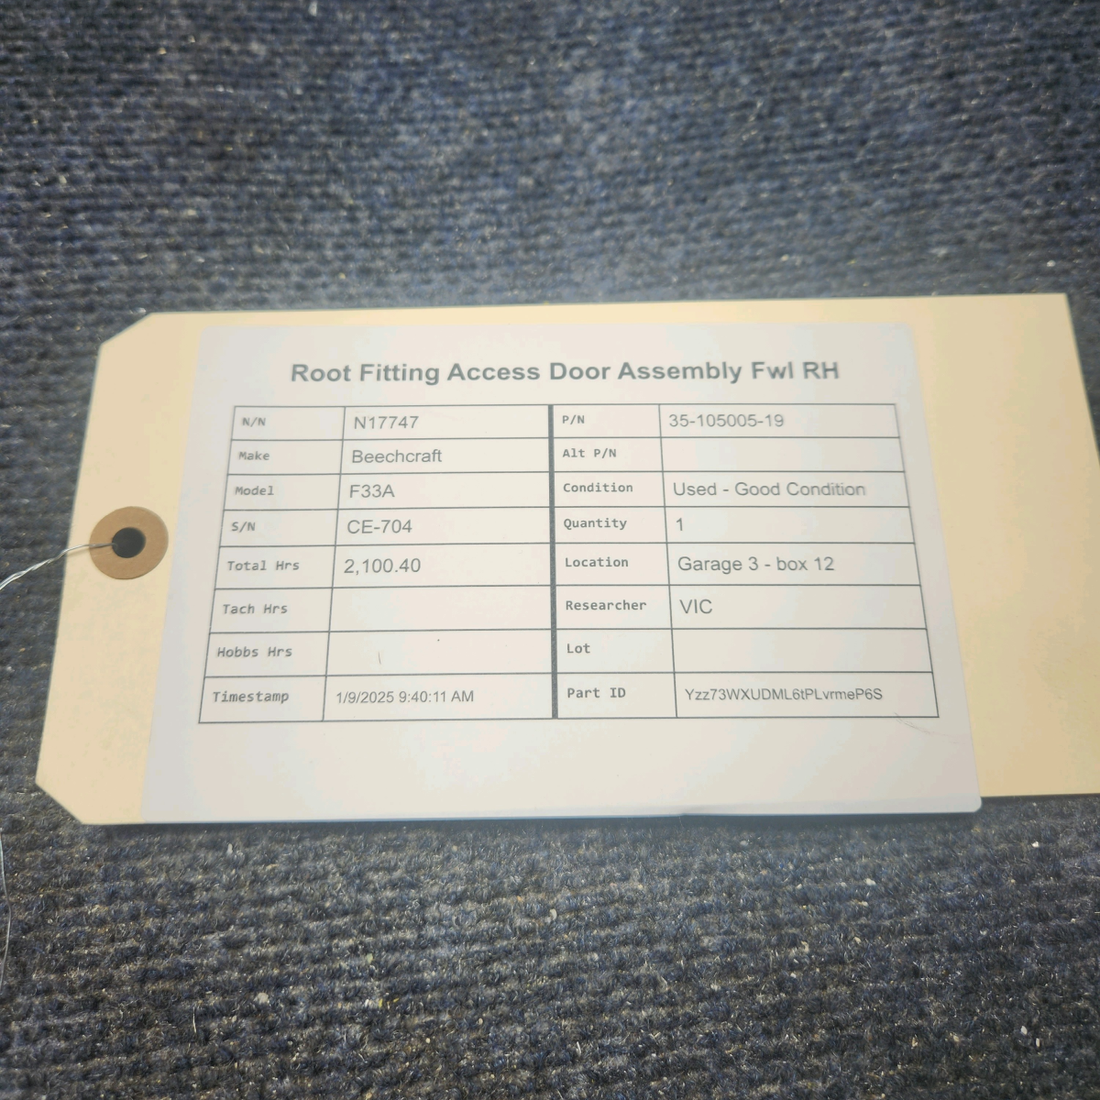 Root Fitting Access Door Assembly Fwl RH
N/N N17747 P/N 35-105005-19
Make Beechcraft Alt P/N
Model F33A Condition Used - Good Condition
S/N CE-704 Quantity 1
Total Hrs 2,100.40 Location Garage 3 - box 12
Tach Hrs Researcher VIC
Hobbs Hrs Lot
Timestamp 1/9/2025 9:40:11 AM Part ID Yzz73WXUDML6tPLvrmeP6S